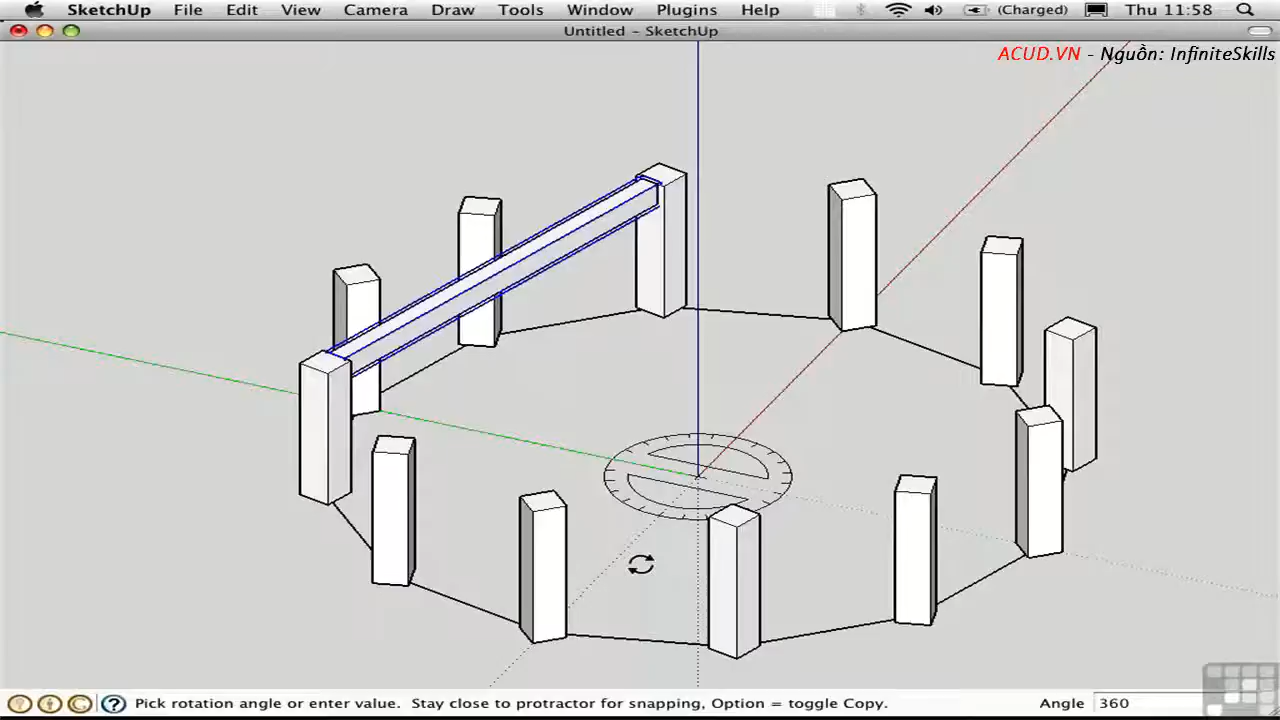 SketchUp File Edit View Camera Draw Tools Window Plugins Help (Charged) Thu 11:58
Untitled - SketchUp
ACUD.VN - Nguồn: InfiniteSkills
Pick rotation angle or enter value. Stay close to protractor for snapping, Option = toggle Copy. Angle 360